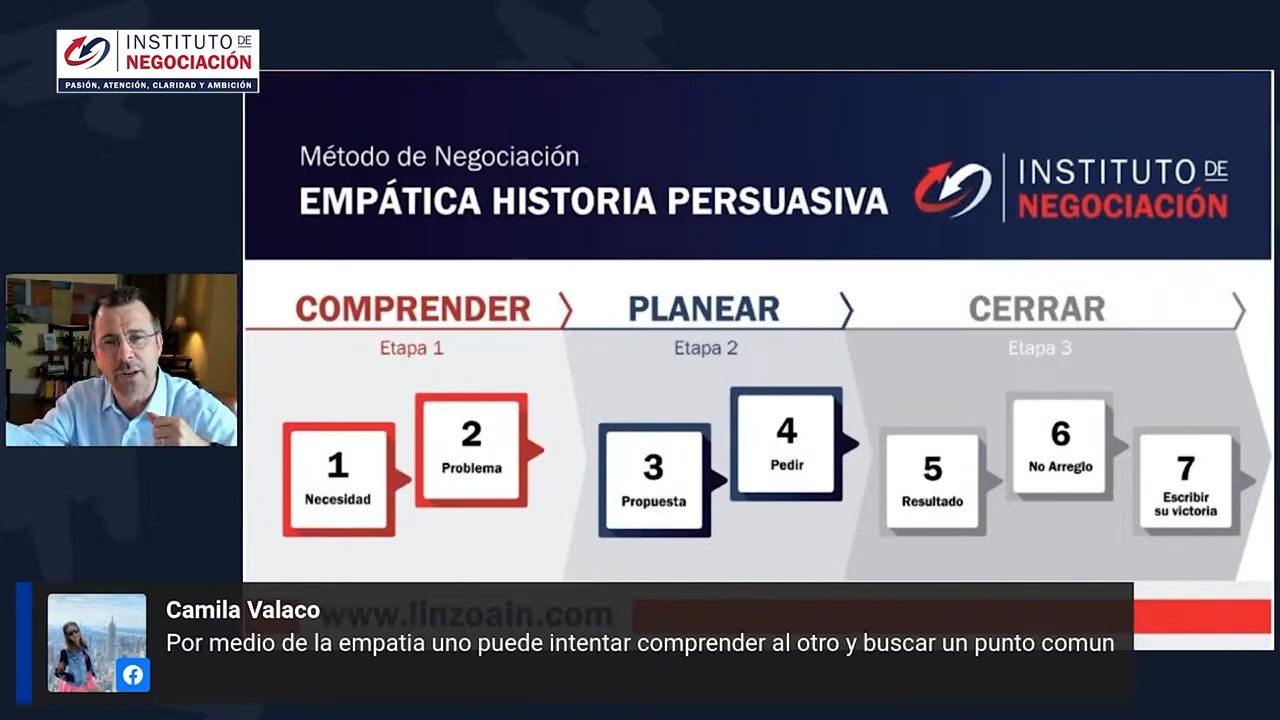 INSTITUTO DE
NEGOCIACIÓN
PASIÓN, ATENCIÓN, CLARIDAD Y AMBICIÓN
Método de Negociación
EMPÁTICA HISTORIA PERSUASIVA
INSTITUTO DE
NEGOCIACIÓN
COMPRENDER
PLANEAR
CERRAR
Etapa 1
Etapa 2
Etapa 3
1
Necesidad
2
Problema
3
Propuesta
4
Pedir
5
Resultado
6
No Arreglo
7
Escribir
su victoria
www.linzoain.com
Camila Valaco
Por medio de la empatia uno puede intentar comprender al otro y buscar un punto comun